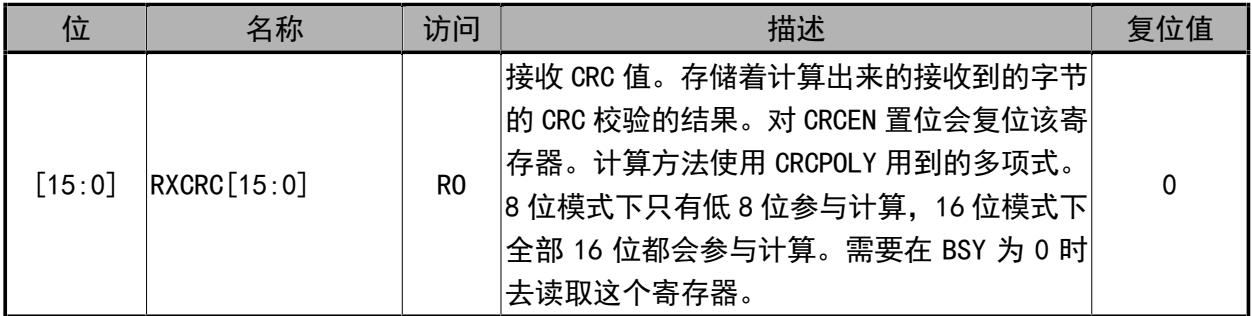 位 名称 访问 描述 复位值
接收 CRC 值。存储着计算出来的接收到的字节
的 CRC 校验的结果。对 CRCEN 置位会复位该寄
存器。计算方法使用 CRCPOLY 用到的多项式。
[15:0] RXCRC[15:0] RO 8 位模式下只有低 8 位参与计算，16 位模式下 0
全部 16 位都会参与计算。需要在 BSY 为 0 时
去读取这个寄存器。